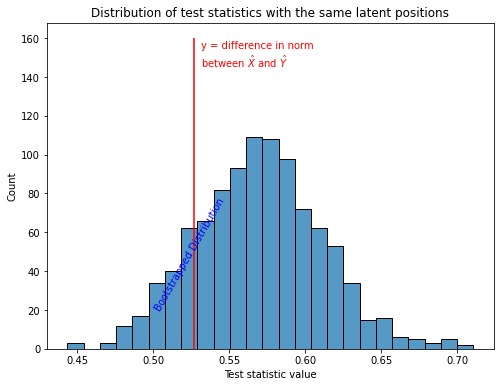 Distribution of test statistics with the same latent positions
160
140
120
100
80
60
40
20
0
Count
y = difference in norm
between X̂ and Ŷ
Bootstrapped Distribution
0.45 0.50 0.55 0.60 0.65 0.70
Test statistic value